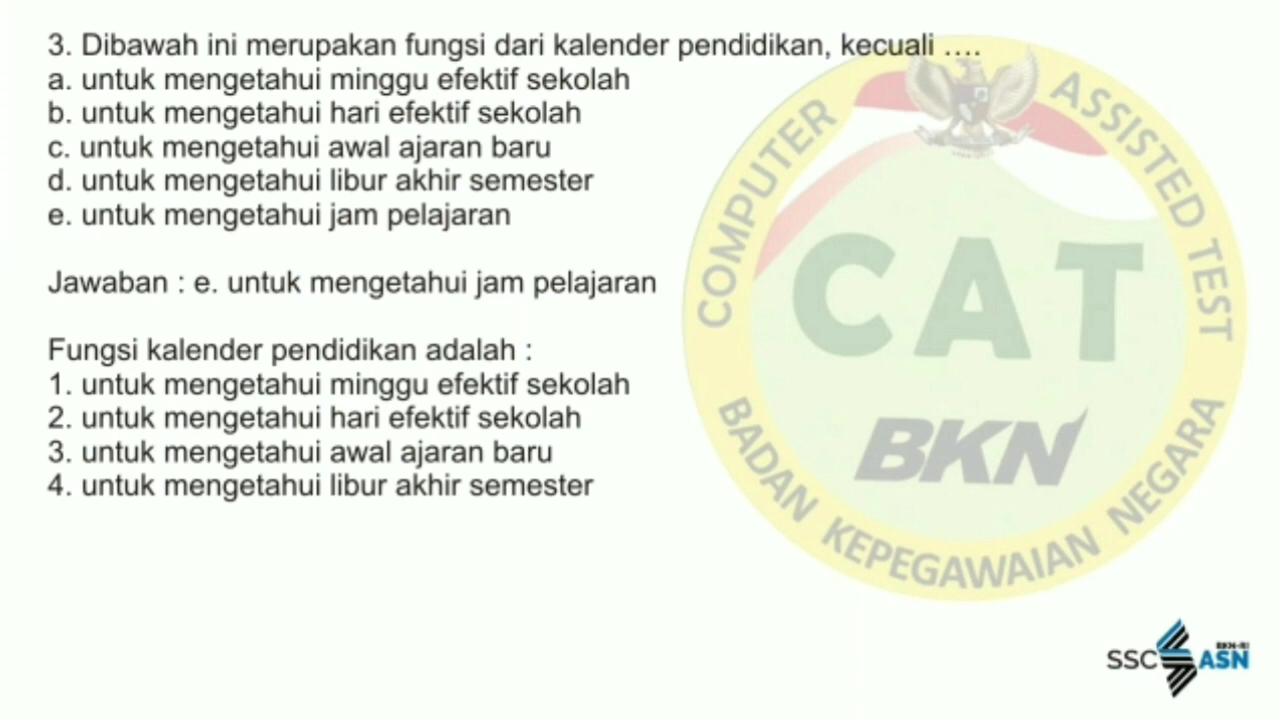 3. Dibawah ini merupakan fungsi dari kalender pendidikan, kecuali ....
a. untuk mengetahui minggu efektif sekolah
b. untuk mengetahui hari efektif sekolah
c. untuk mengetahui awal ajaran baru
d. untuk mengetahui libur akhir semester
e. untuk mengetahui jam pelajaran
Jawaban : e. untuk mengetahui jam pelajaran
Fungsi kalender pendidikan adalah :
1. untuk mengetahui minggu efektif sekolah
2. untuk mengetahui hari efektif sekolah
3. untuk mengetahui awal ajaran baru
4. untuk mengetahui libur akhir semester
COMPUTER ASSISTED TEST
CAT
BKN
BADAN KEPEGAWAIAN NEGARA
BKN-RI
SSC ASN